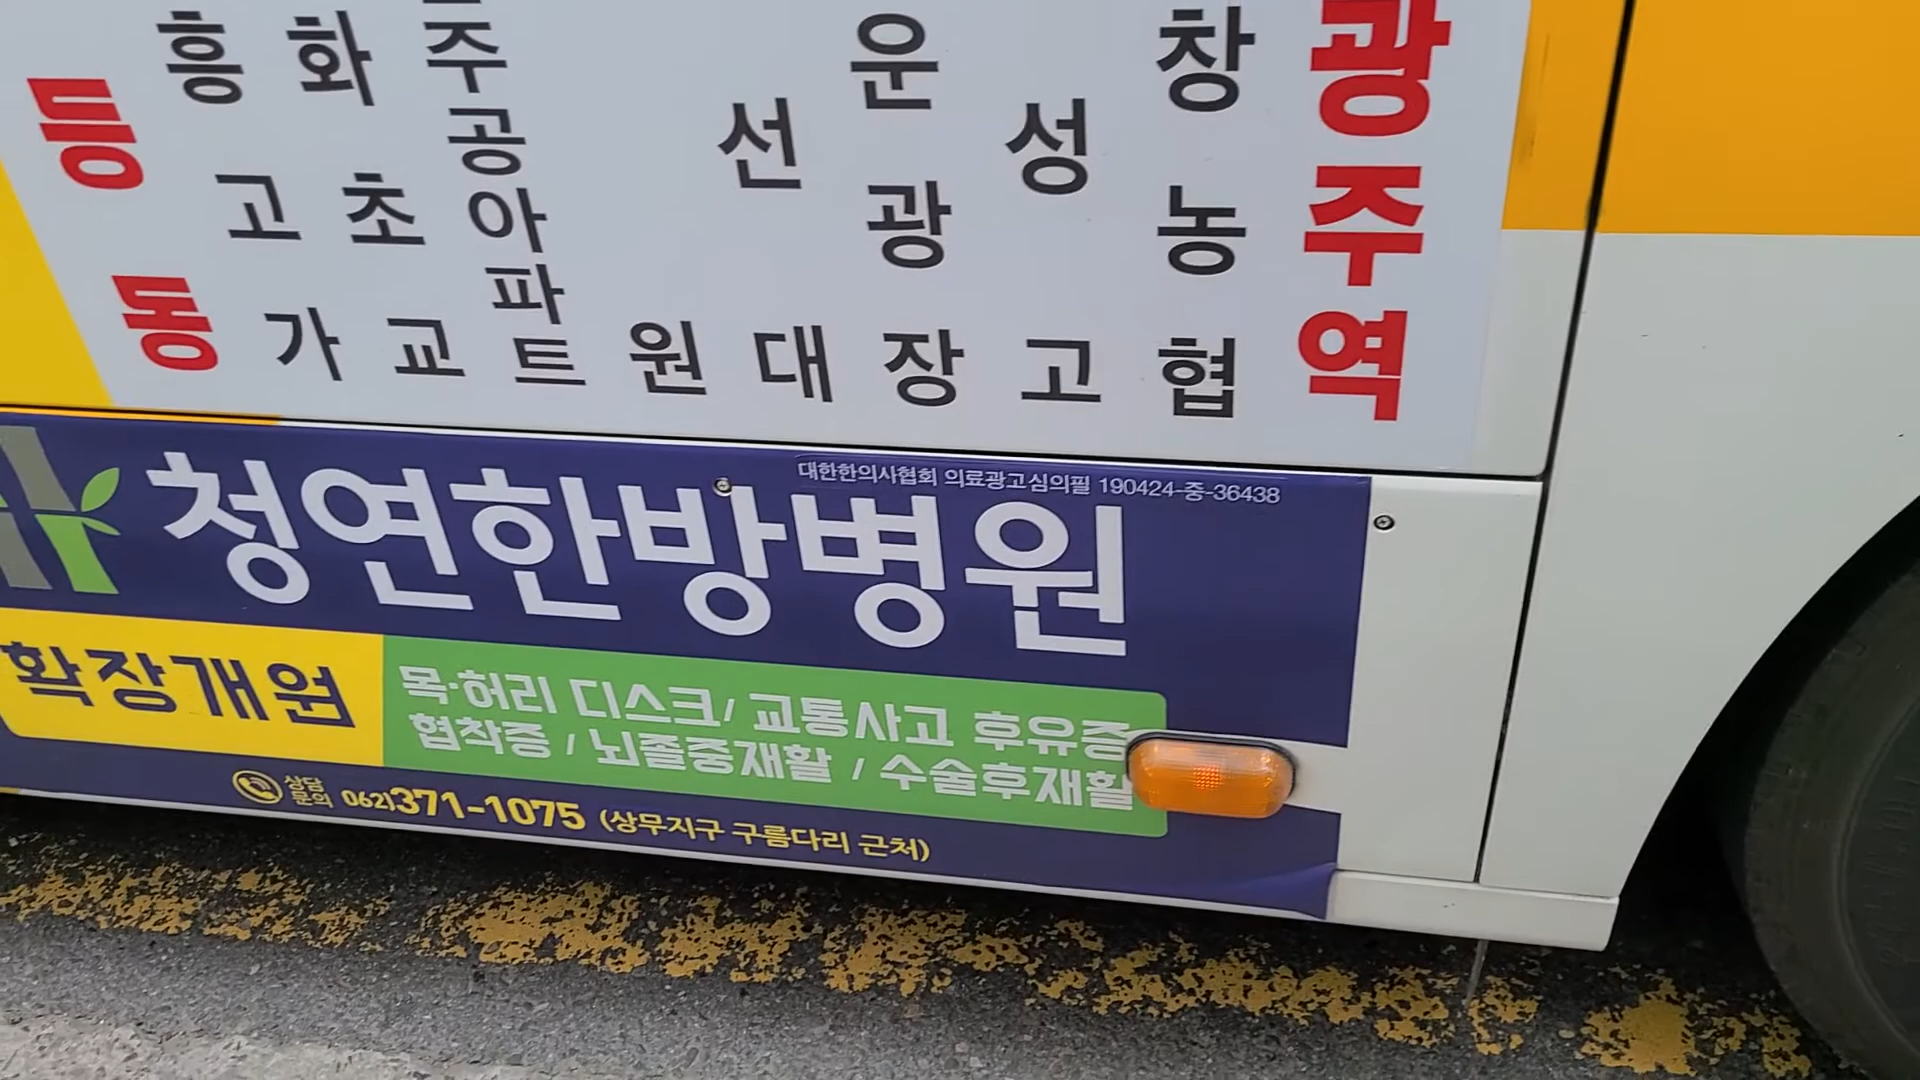 등
동
흥
고
가
화
초
교
주
공
아
파
트
원
선
대
운
광
장
성
고
창
농
협
광
주
역
대한한의사협회 의료광고심의필 190424-중-36438
청연한방병원
확장개원
목·허리 디스크/ 교통사고 후유증
협착증 / 뇌졸중재활 / 수술후재활
상담
문의
062)371-1075 (상무지구 구름다리 근처)